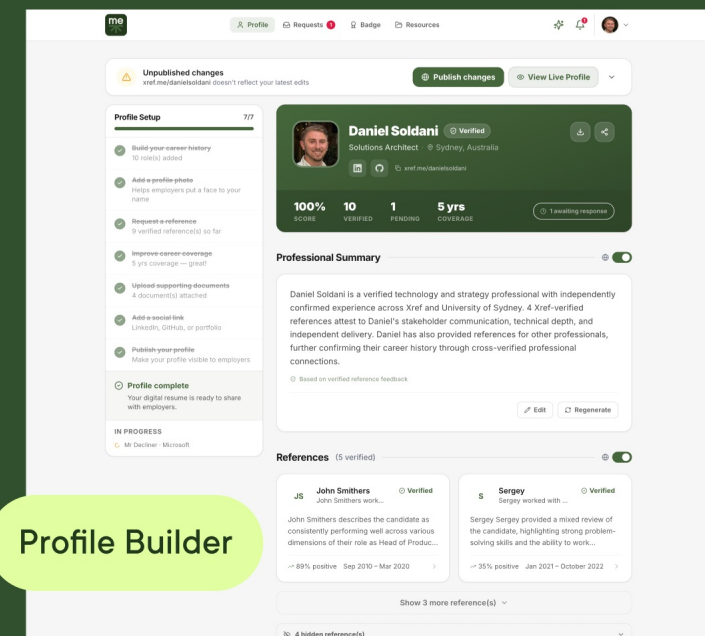 me
Profile
Requests 1
Badge
Resources
Unpublished changes
xref.me/danielsoldani doesn't reflect your latest edits
Publish changes
View Live Profile
Profile Setup 7/7
Build your career history
10 role(s) added
Add a profile photo
Helps employers put a face to your
name
Request a reference
9 verified reference(s) so far
Improve career coverage
5 yrs coverage — great!
Upload supporting documents
4 document(s) attached
Add a social link
LinkedIn, GitHub, or portfolio
Publish your profile
Make your profile visible to employers
Profile complete
Your digital resume is ready to share
with employers.
IN PROGRESS
Mr Decliner · Microsoft
Daniel Soldani Verified
Solutions Architect · Sydney, Australia
in xref.me/danielsoldani
100% 10 1 5 yrs
SCORE VERIFIED PENDING COVERAGE
1 awaiting response
Professional Summary
Daniel Soldani is a verified technology and strategy professional with independently
confirmed experience across Xref and University of Sydney. 4 Xref-verified
references attest to Daniel's stakeholder communication, technical depth, and
independent delivery. Daniel has also provided references for other professionals,
further confirming their career history through cross-verified professional
connections.
Based on verified reference feedback
Edit
Regenerate
References (5 verified)
JS
John Smithers Verified
John Smithers work...
John Smithers describes the candidate as
consistently performing well across various
dimensions of their role as Head of Produc...
89% positive Sep 2010 – Mar 2020
S
Sergey Verified
Sergey worked with ...
Sergey Sergey provided a mixed review of
the candidate, highlighting strong problem-
solving skills and the ability to work...
35% positive Jan 2021 – October 2022
Show 3 more reference(s)
4 hidden reference(s)
Profile Builder